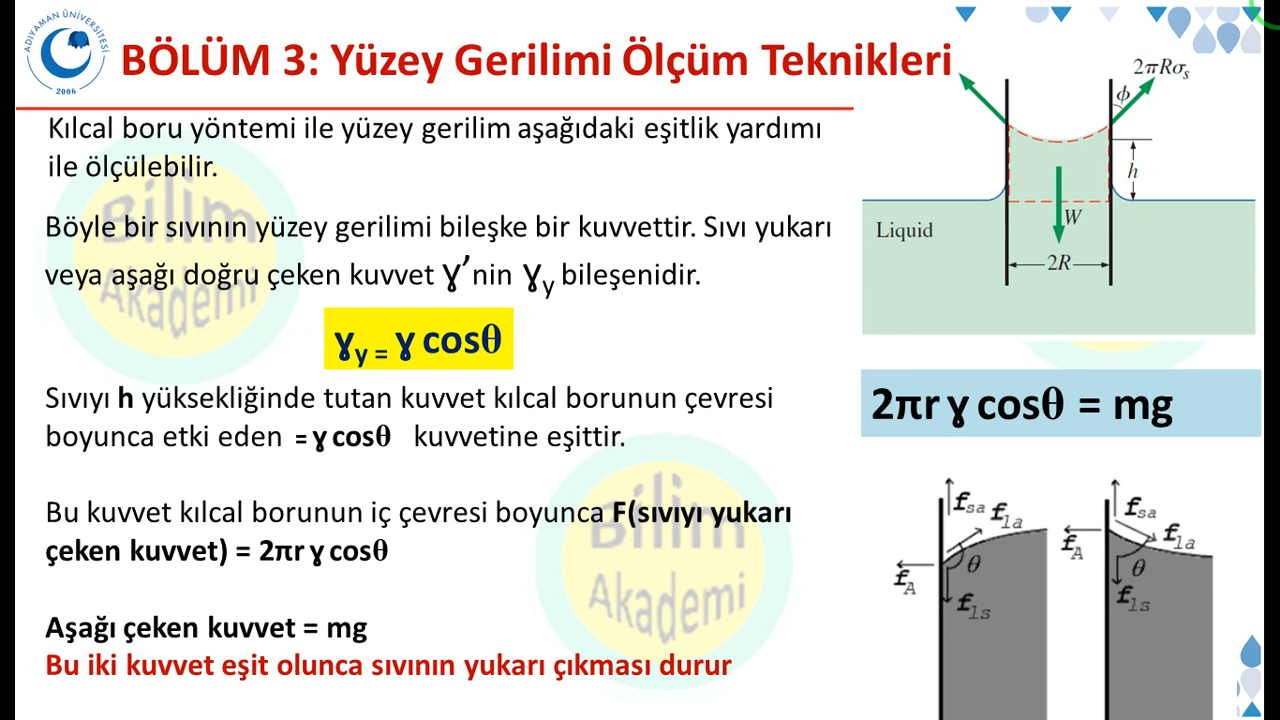 ADIYAMAN ÜNİVERSİTESİ
2006
BÖLÜM 3: Yüzey Gerilimi Ölçüm Teknikleri
Kılcal boru yöntemi ile yüzey gerilim aşağıdaki eşitlik yardımı
ile ölçülebilir.
Böyle bir sıvının yüzey gerilimi bileşke bir kuvvettir. Sıvı yukarı
veya aşağı doğru çeken kuvvet Ɣ’nin Ɣy bileşenidir.
Ɣy = Ɣ cosθ
Sıvıyı h yüksekliğinde tutan kuvvet kılcal borunun çevresi
boyunca etki eden = Ɣ cosθ kuvvetine eşittir.
Bu kuvvet kılcal borunun iç çevresi boyunca F(sıvıyı yukarı
çeken kuvvet) = 2πr Ɣ cosθ
Aşağı çeken kuvvet = mg
Bu iki kuvvet eşit olunca sıvının yukarı çıkması durur
2πRσs
ϕ
h
W
Liquid
2R
2πr Ɣ cosθ = mg
fsa fla
θ
fA
fls
fsa
fla
fA
θ
fls
Bilim
Akademi
Bilim
Akademi